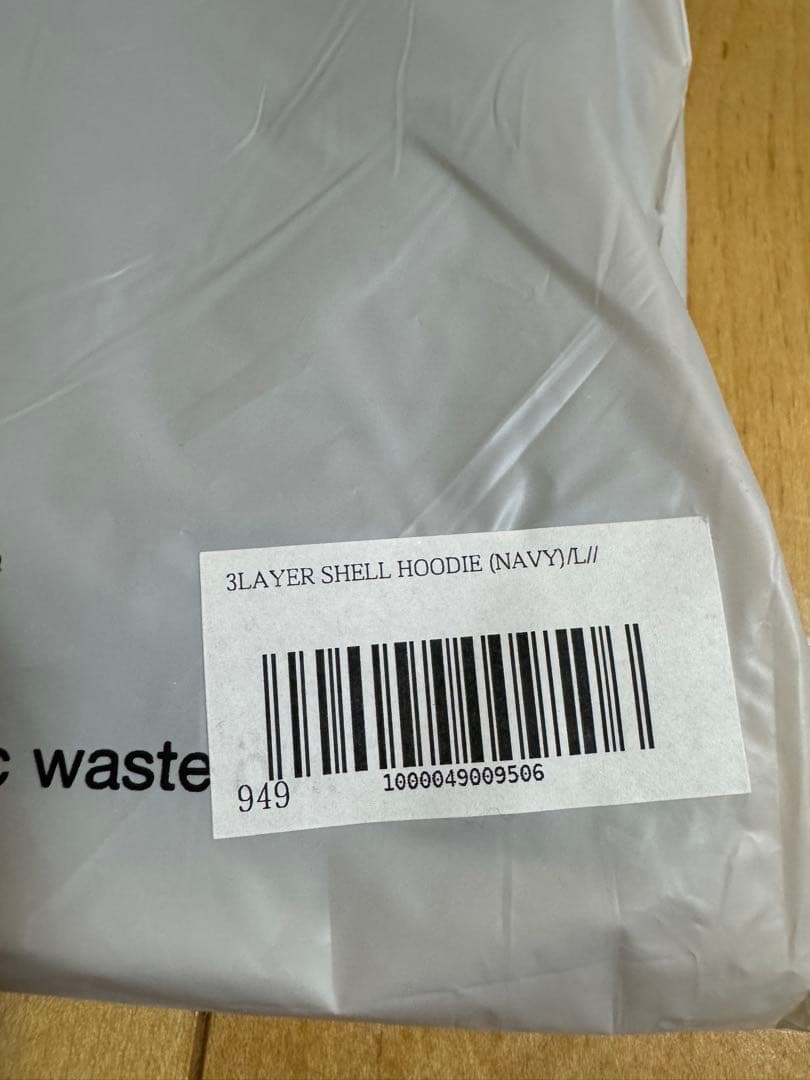 3LAYER SHELL HOODIE (NAVY)/L//
waste
949
1000049009506